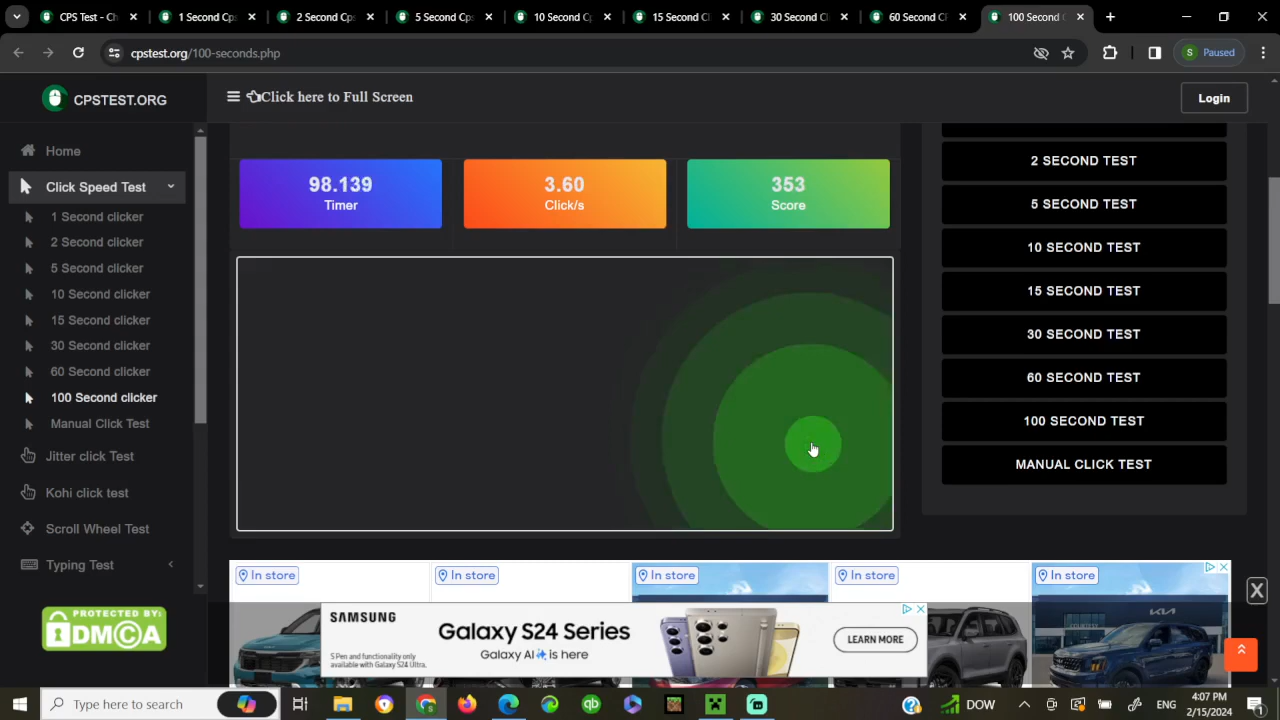 CPS Test - Ch
1 Second Cps
2 Second Cps
5 Second Cps
10 Second Cp
15 Second Cl
30 Second Cl
60 Second Cl
100 Second
cpstest.org/100-seconds.php
S Paused
CPSTEST.ORG
Click here to Full Screen
Login
Home
Click Speed Test
1 Second clicker
2 Second clicker
5 Second clicker
10 Second clicker
15 Second clicker
30 Second clicker
60 Second clicker
100 Second clicker
Manual Click Test
Jitter click Test
Kohi click test
Scroll Wheel Test
Typing Test
PROTECTED BY:
DMCA
98.139
Timer
3.60
Click/s
353
Score
2 SECOND TEST
5 SECOND TEST
10 SECOND TEST
15 SECOND TEST
30 SECOND TEST
60 SECOND TEST
100 SECOND TEST
MANUAL CLICK TEST
In store
In store
In store
In store
In store
SAMSUNG
S Pen and functionality only
available with Galaxy S24 Ultra.
Galaxy S24 Series
Galaxy AI is here
LEARN MORE
X
Type here to search
DOW
ENG
4:07 PM
2/15/2024
1